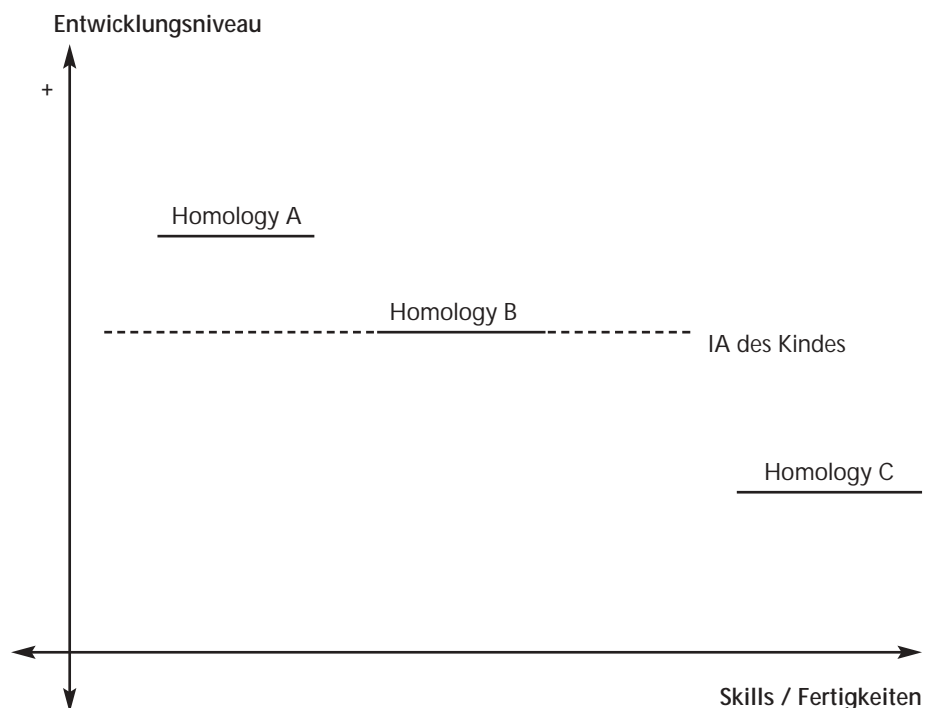 Entwicklungsniveau
+
Homology A
Homology B
IA des Kindes
Homology C
Skills / Fertigkeiten